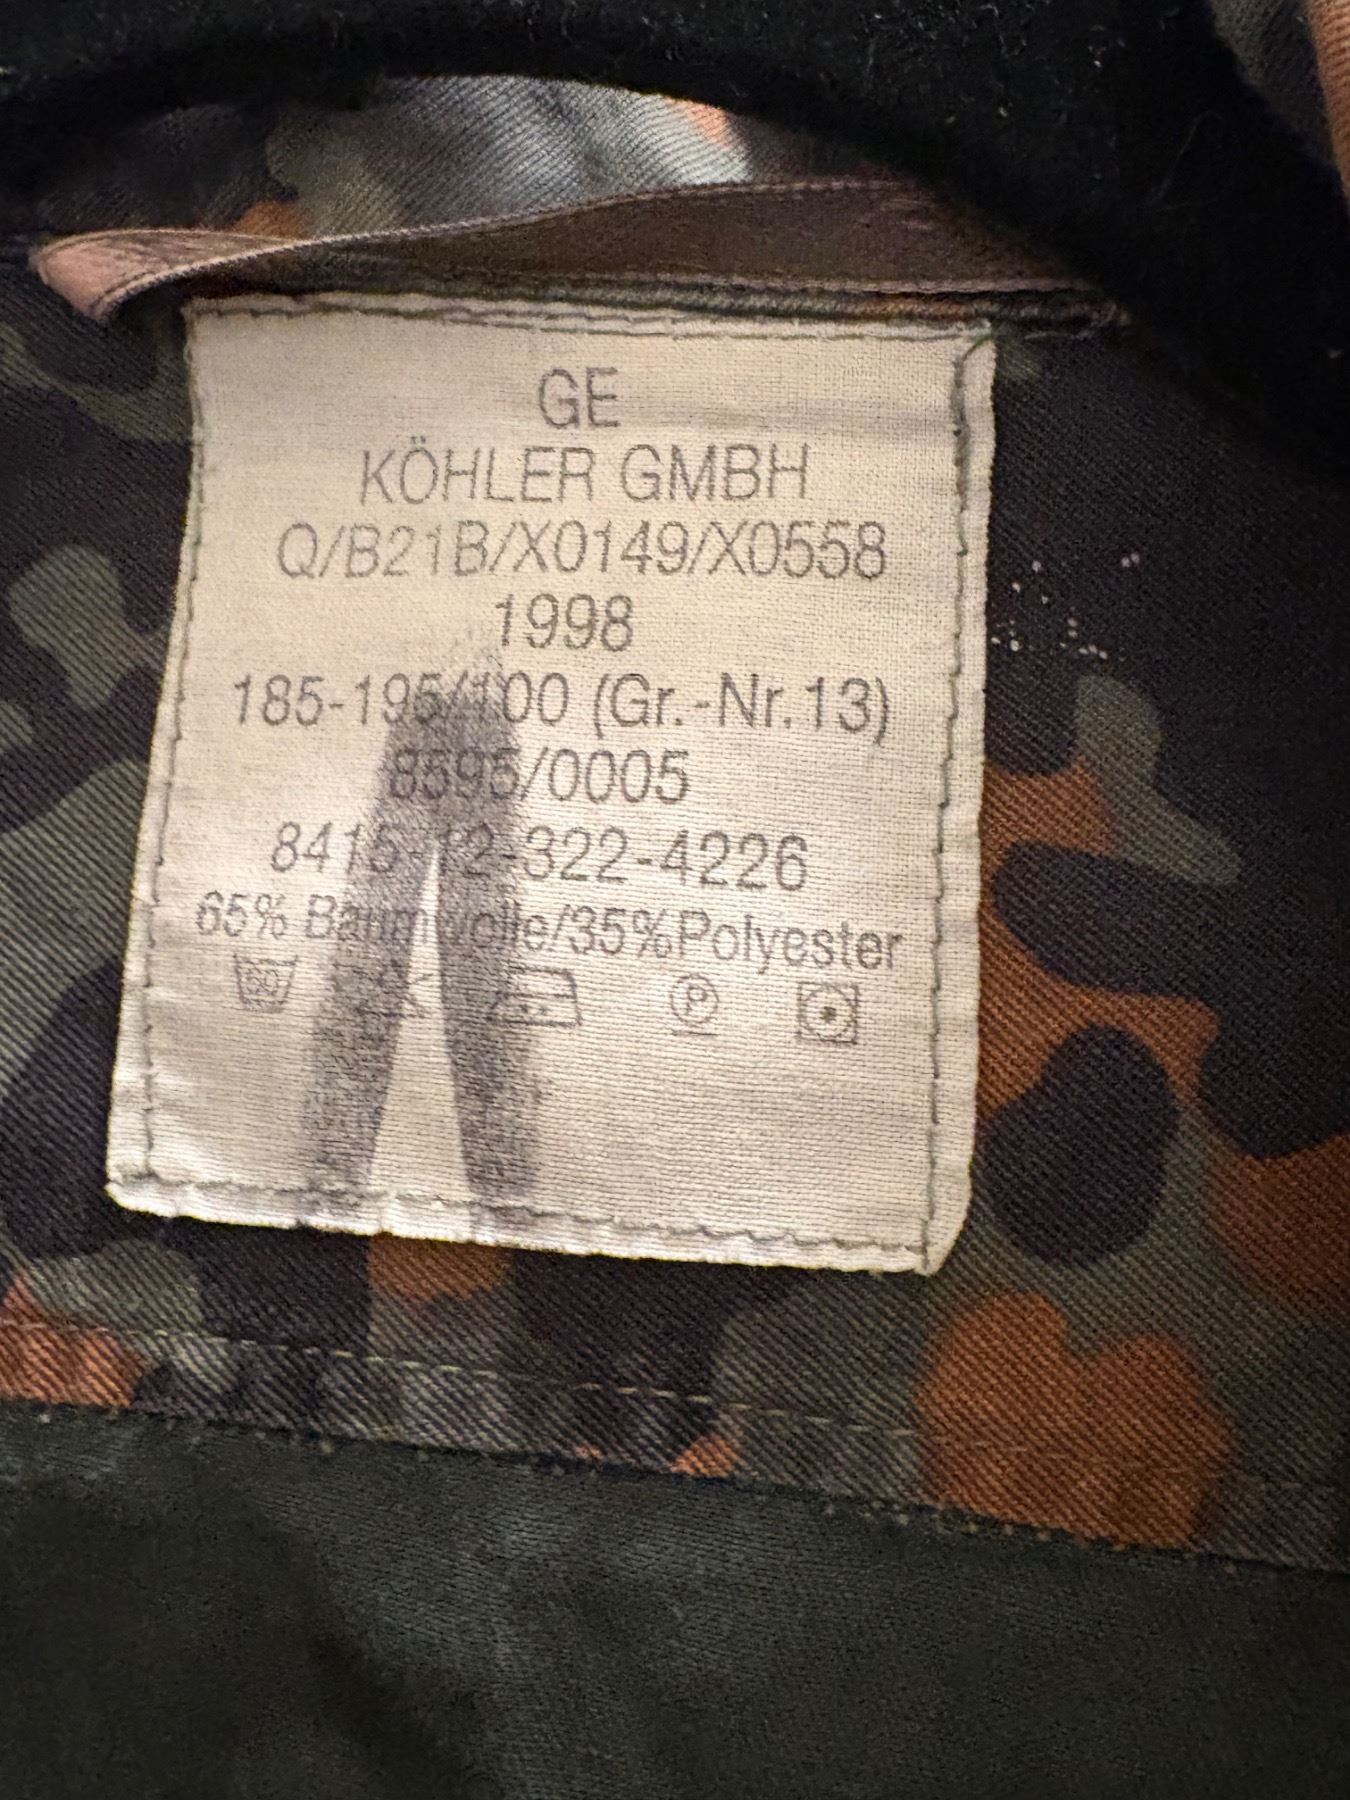 GE
KÖHLER GMBH
Q/B21B/X0149/X0558
1998
185-195/100 (Gr.-Nr.13)
8595/0005
8415-12-322-4226
65% Baumwolle/35%Polyester
60 P